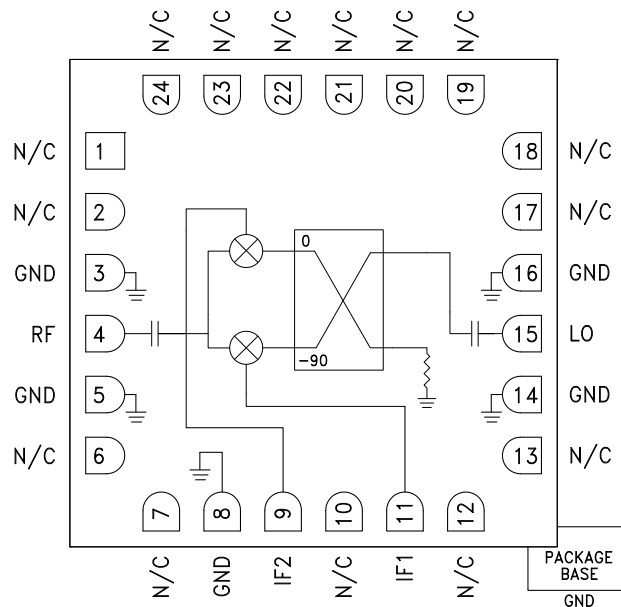 N/C N/C N/C N/C N/C N/C
24 23 22 21 20 19
N/C 1 18 N/C
N/C 2 17 N/C
0
GND 3 16 GND
RF 4 15 LO
-90
GND 5 14 GND
N/C 6 13 N/C
7 8 9 10 11 12
N/C GND IF2 N/C IF1 N/C
PACKAGE
BASE
GND